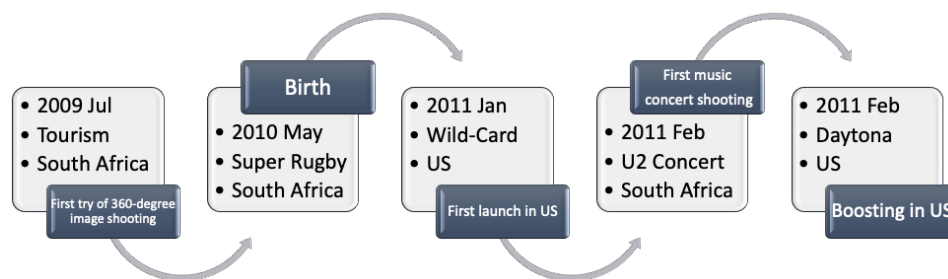 • 2009 Jul
• Tourism
• South Africa
First try of 360-degree
image shooting
Birth
• 2010 May
• Super Rugby
• South Africa
• 2011 Jan
• Wild-Card
• US
First launch in US
First music
concert shooting
• 2011 Feb
• U2 Concert
• South Africa
• 2011 Feb
• Daytona
• US
Boosting in US